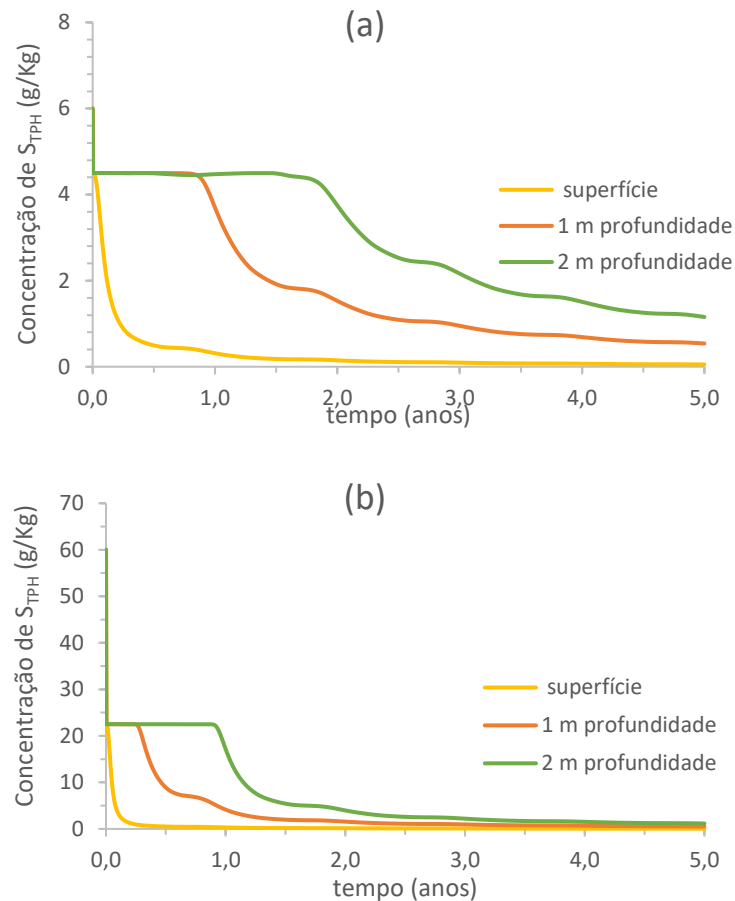 (a)
Concentração de STPH (g/Kg)
8
6
4
2
0
superfície
1 m profundidade
2 m profundidade
0,0 1,0 2,0 3,0 4,0 5,0
tempo (anos)
(b)
Concentração de STPH (g/Kg)
70
60
50
40
30
20
10
0
superfície
1 m profundidade
2 m profundidade
0,0 1,0 2,0 3,0 4,0 5,0
tempo (anos)